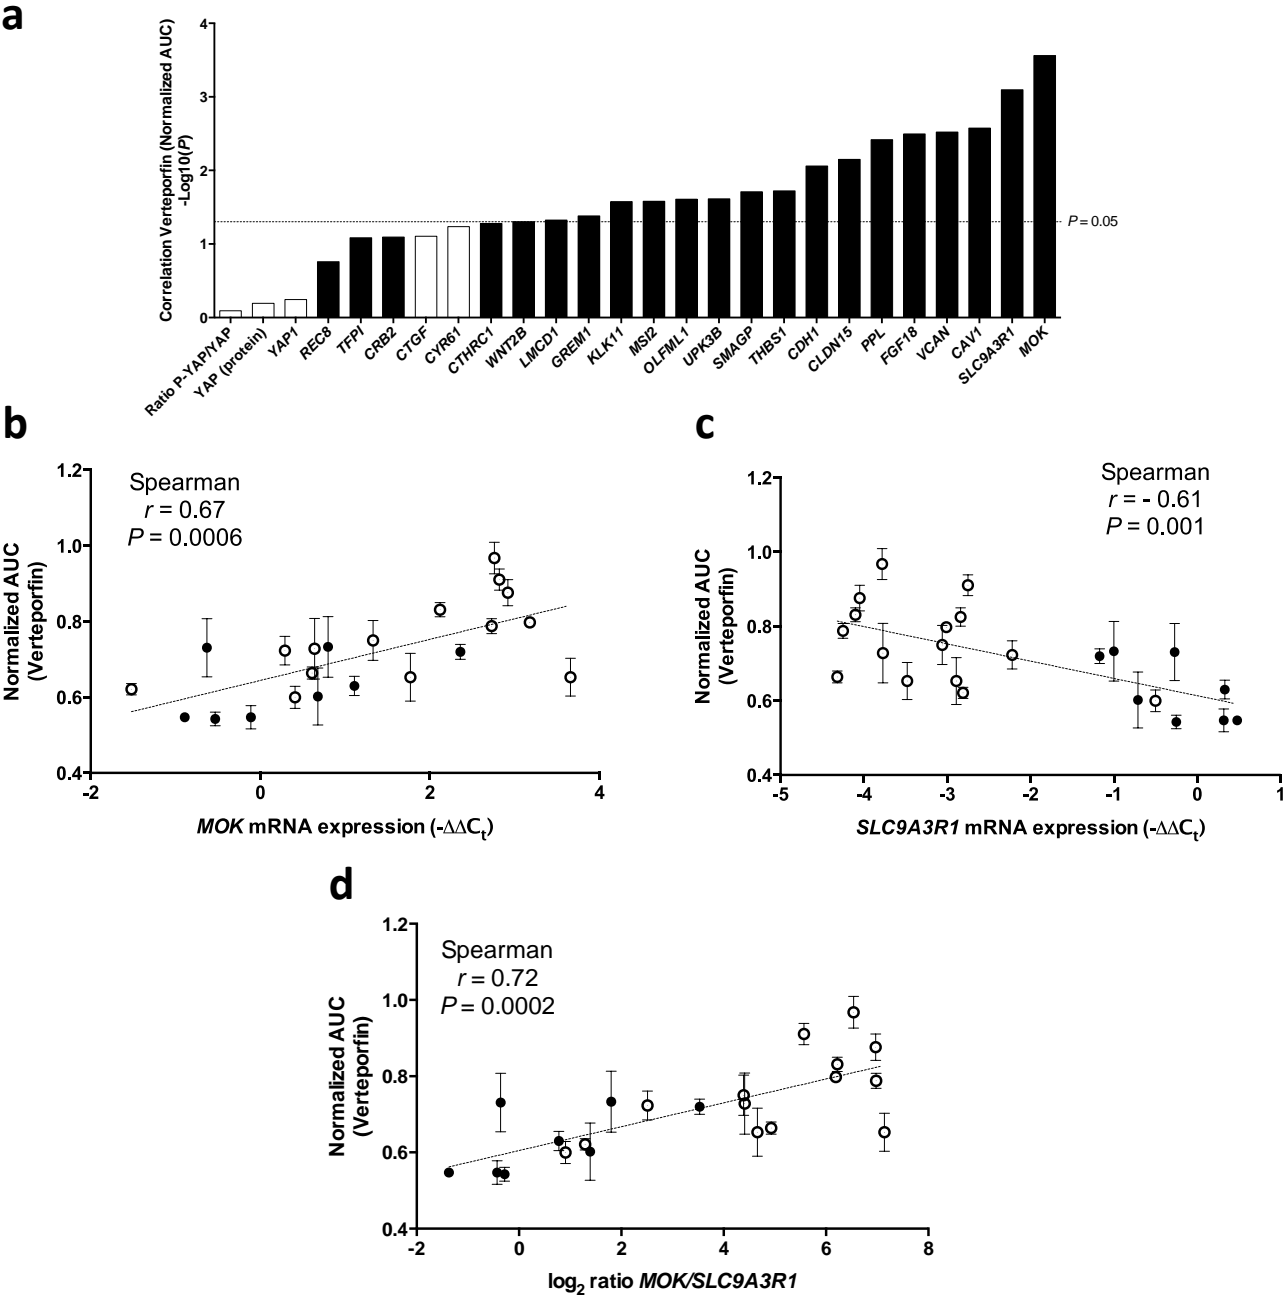 a
Correlation Verteporfin (Normalized AUC)
-Log10(P)
4
3
2
1
0
P = 0.05
Ratio P-YAP/YAP
YAP (protein)
YAP1
REC8
TFPI
CRB2
CTGF
CYR61
CTHRC1
WNT2B
LMCD1
GREM1
KLK11
MSI2
OLFML1
UPK3B
SMAGP
THBS1
CDH1
CLDN15
PPL
FGF18
VCAN
CAV1
SLC9A3R1
MOK
b
Normalized AUC
(Verteporfin)
1.2
1.0
0.8
0.6
0.4
Spearman
r = 0.67
P = 0.0006
-2
0
2
4
MOK mRNA expression (-ΔΔCt)
c
Normalized AUC
(Verteporfin)
1.2
1.0
0.8
0.6
0.4
Spearman
r = - 0.61
P = 0.001
-5
-4
-3
-2
-1
0
1
SLC9A3R1 mRNA expression (-ΔΔCt)
d
Normalized AUC
(Verteporfin)
1.2
1.0
0.8
0.6
0.4
Spearman
r = 0.72
P = 0.0002
-2
0
2
4
6
8
log2 ratio MOK/SLC9A3R1